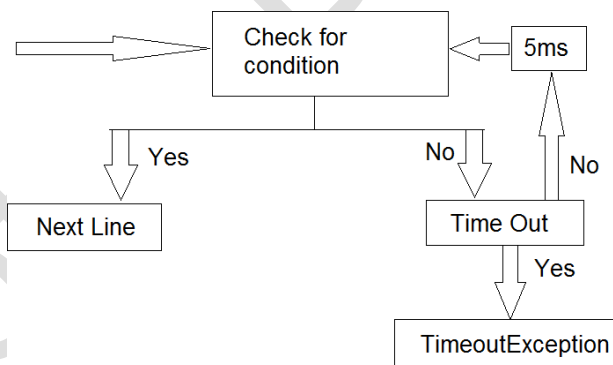 Check for
condition
5ms
Yes
No
No
Next Line
Time Out
Yes
TimeoutException